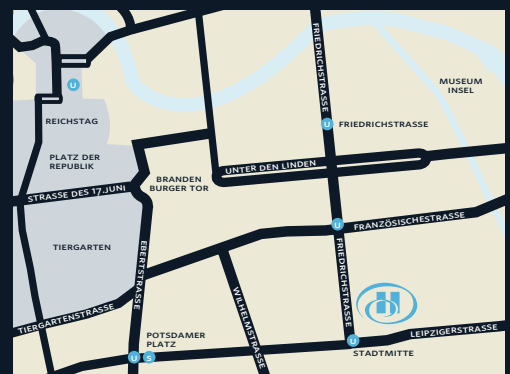 FRIEDRICHSTRASSE
MUSEUM
INSEL
U
REICHSTAG
U
FRIEDRICHSTRASSE
PLATZ DER
REPUBLIK
UNTER DEN LINDEN
BRANDEN
BURGER TOR
STRASSE DES 17.JUNI
U
FRANZÖSISCHESTRASSE
TIERGARTEN
EBERTSTRASSE
FRIEDRICHSTRASSE
WILHELMSTRASSE
H
TIERGARTENSTRASSE
POTSDAMER
PLATZ
LEIPZIGERSTRASSE
U
U S
STADTMITTE